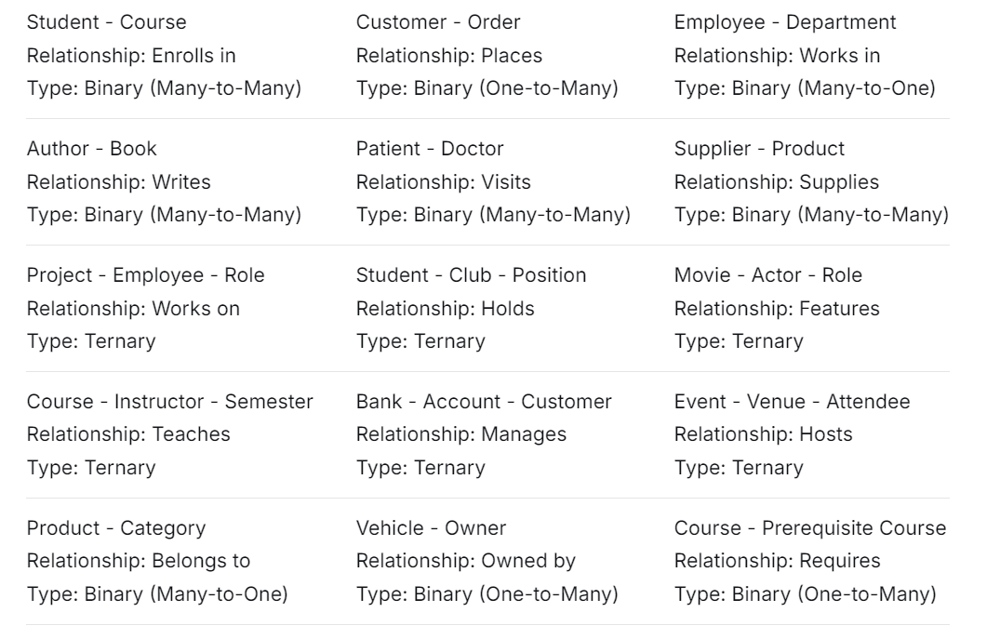 Student - Course
Relationship: Enrolls in
Type: Binary (Many-to-Many)
Customer - Order
Relationship: Places
Type: Binary (One-to-Many)
Employee - Department
Relationship: Works in
Type: Binary (Many-to-One)
Author - Book
Relationship: Writes
Type: Binary (Many-to-Many)
Patient - Doctor
Relationship: Visits
Type: Binary (Many-to-Many)
Supplier - Product
Relationship: Supplies
Type: Binary (Many-to-Many)
Project - Employee - Role
Relationship: Works on
Type: Ternary
Student - Club - Position
Relationship: Holds
Type: Ternary
Movie - Actor - Role
Relationship: Features
Type: Ternary
Course - Instructor - Semester
Relationship: Teaches
Type: Ternary
Bank - Account - Customer
Relationship: Manages
Type: Ternary
Event - Venue - Attendee
Relationship: Hosts
Type: Ternary
Product - Category
Relationship: Belongs to
Type: Binary (Many-to-One)
Vehicle - Owner
Relationship: Owned by
Type: Binary (One-to-Many)
Course - Prerequisite Course
Relationship: Requires
Type: Binary (One-to-Many)